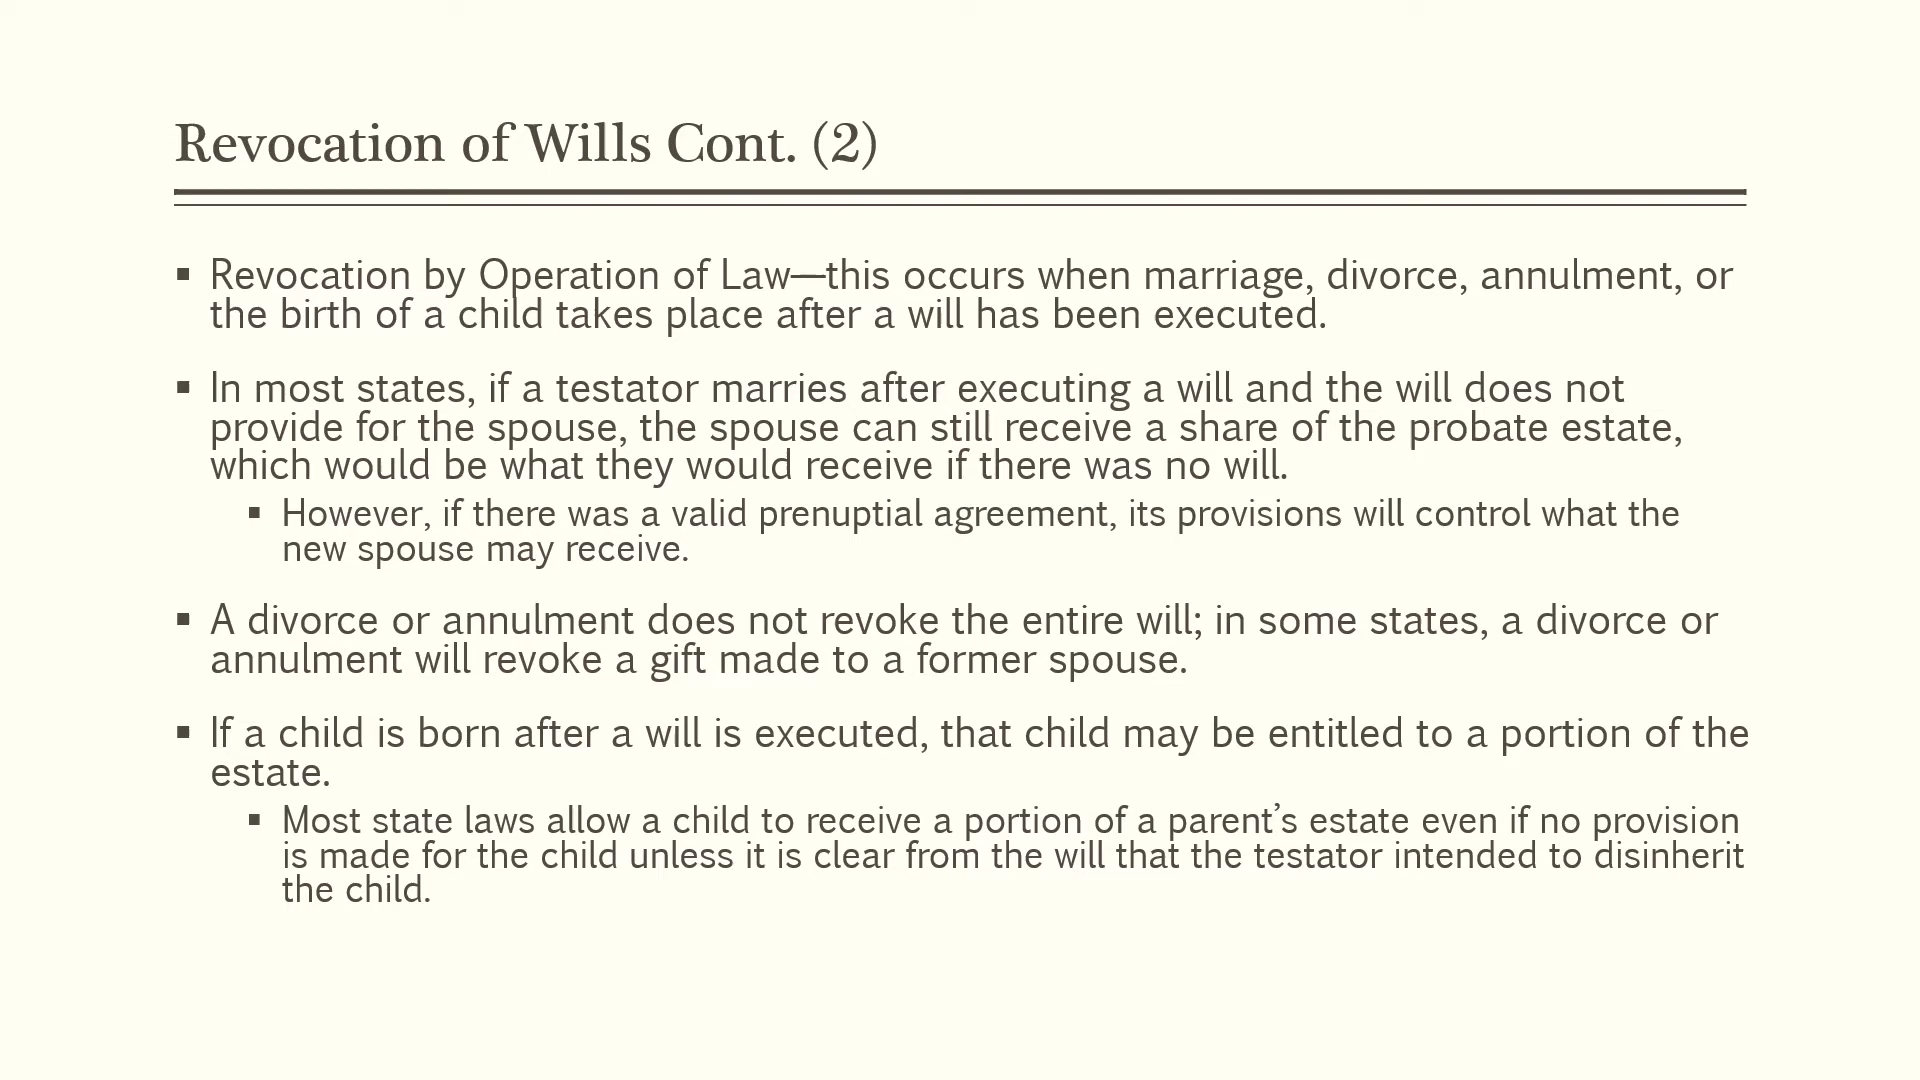 Revocation of Wills Cont. (2)
▪ Revocation by Operation of Law—this occurs when marriage, divorce, annulment, or
the birth of a child takes place after a will has been executed.
▪ In most states, if a testator marries after executing a will and the will does not
provide for the spouse, the spouse can still receive a share of the probate estate,
which would be what they would receive if there was no will.
▪ However, if there was a valid prenuptial agreement, its provisions will control what the
new spouse may receive.
▪ A divorce or annulment does not revoke the entire will; in some states, a divorce or
annulment will revoke a gift made to a former spouse.
▪ If a child is born after a will is executed, that child may be entitled to a portion of the
estate.
▪ Most state laws allow a child to receive a portion of a parent’s estate even if no provision
is made for the child unless it is clear from the will that the testator intended to disinherit
the child.